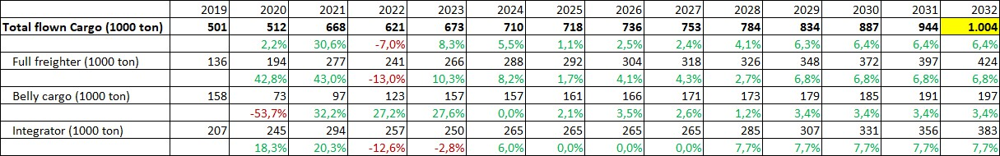 2019 2020 2021 2022 2023 2024 2025 2026 2027 2028 2029 2030 2031 2032
Total flown Cargo (1000 ton) 501 512 668 621 673 710 718 736 753 784 834 887 944 1.004
2,2% 30,6% -7,0% 8,3% 5,5% 1,1% 2,5% 2,4% 4,1% 6,3% 6,4% 6,4% 6,4%
Full freighter (1000 ton) 136 194 277 241 266 288 292 304 318 326 348 372 397 424
42,8% 43,0% -13,0% 10,3% 8,2% 1,7% 4,1% 4,3% 2,7% 6,8% 6,8% 6,8% 6,8%
Belly cargo (1000 ton) 158 73 97 123 157 157 161 166 171 173 179 185 191 197
-53,7% 32,2% 27,2% 27,6% 0,0% 2,1% 3,5% 2,6% 1,2% 3,4% 3,4% 3,4% 3,4%
Integrator (1000 ton) 207 245 294 257 250 265 265 265 265 285 307 331 356 383
18,3% 20,3% -12,6% -2,8% 6,0% 0,0% 0,0% 0,0% 7,7% 7,7% 7,7% 7,7% 7,7%